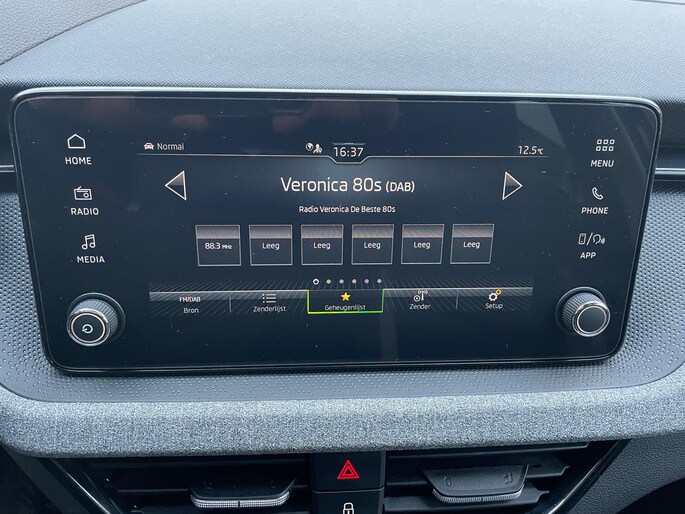 Normal 16:37 12.5°C
HOME
RADIO
MEDIA
Veronica 80s (DAB)
Radio Veronica De Beste 80s
88.3 MHz Leeg Leeg Leeg Leeg Leeg
FM/DAB
Bron Zenderlijst Geheugenlijst Zender Setup
MENU
PHONE
APP